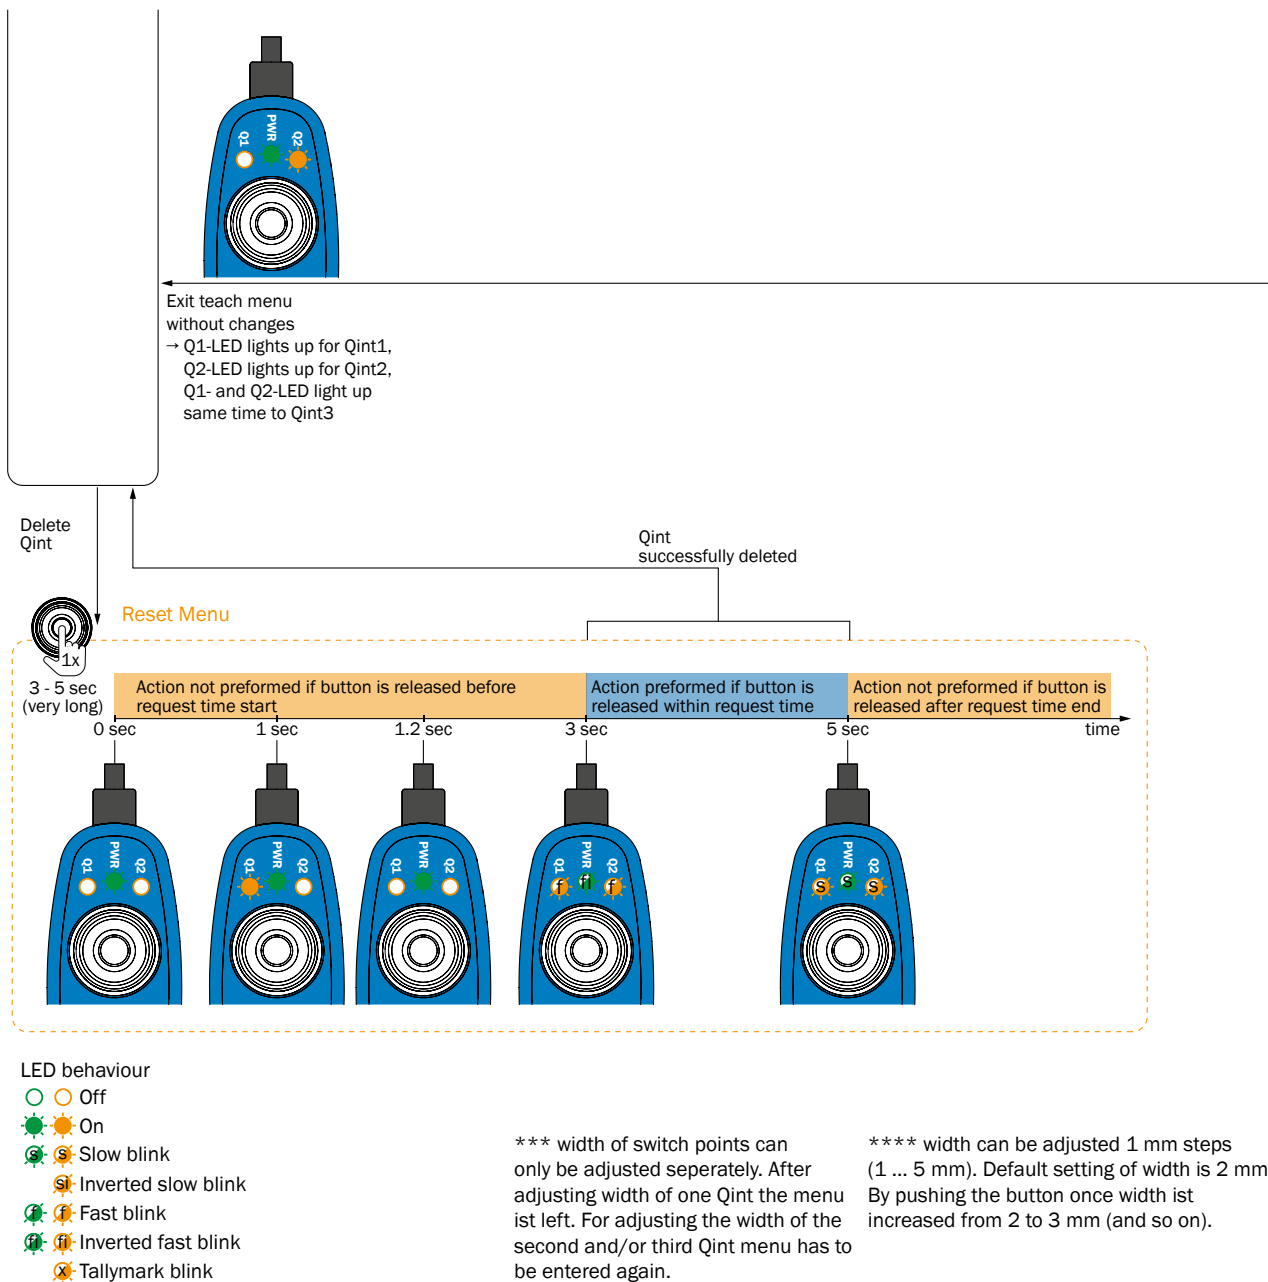 Q1 PWR Q2
Exit teach menu
without changes
→ Q1-LED lights up for Qint1,
Q2-LED lights up for Qint2,
Q1- and Q2-LED light up
same time to Qint3
Delete
Qint
Qint
successfully deleted
Reset Menu
1x
3 - 5 sec
(very long)
Action not preformed if button is released before
request time start
Action preformed if button is
released within request time
Action not preformed if button is
released after request time end
0 sec 1 sec 1.2 sec 3 sec 5 sec time
Q1 PWR Q2 Q1 PWR Q2 Q1 PWR Q2 Q1 PWR Q2 Q1 PWR Q2
f fi f s s s
LED behaviour
Off
On
s s Slow blink
si Inverted slow blink
f f Fast blink
fi fi Inverted fast blink
x Tallymark blink
*** width of switch points can
only be adjusted seperately. After
adjusting width of one Qint the menu
ist left. For adjusting the width of the
second and/or third Qint menu has to
be entered again.
**** width can be adjusted 1 mm steps
(1 ... 5 mm). Default setting of width is 2 mm
By pushing the button once width ist
increased from 2 to 3 mm (and so on).